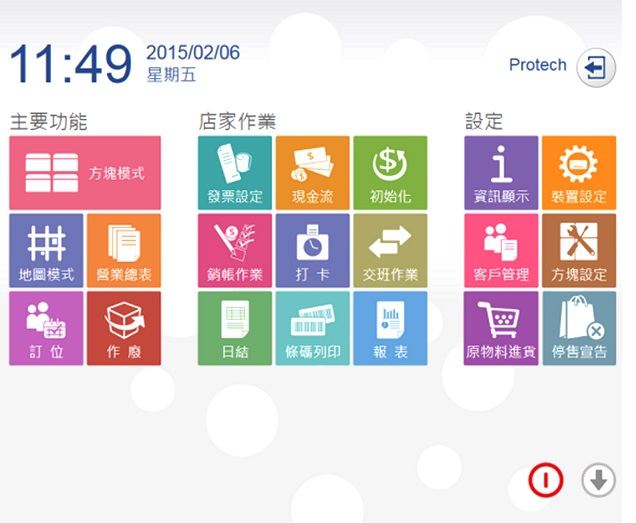 11:49
2015/02/06
星期五
Protech
主要功能
店家作業
設定
方塊模式
發票設定
現金流
初始化
資訊顯示
裝置設定
地圖模式
營業總表
銷帳作業
打 卡
交班作業
客戶管理
方塊設定
訂 位
作 廢
日結
條碼列印
報 表
原物料進貨
停售宣告